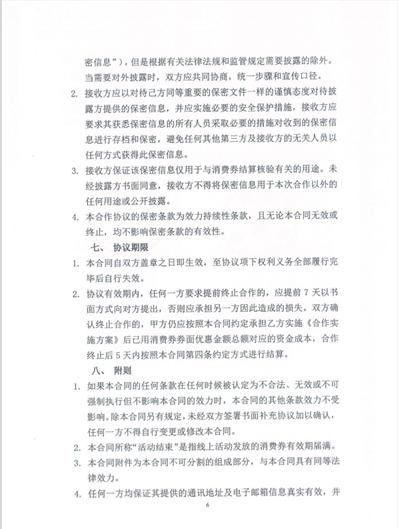 密信息”），但是根据有关法律法规和监管规定需要披露的除外。
当需要对外披露时，双方应共同协商，统一步骤和宣传口径。
2. 接收方应以对待己方同等重要的保密文件一样的谨慎态度对待披
露方提供的保密信息，并应实施必要的安全保护措施，接收方应
要求其获悉保密信息的所有人员采取必要的措施对收到的保密信
息进行存档和保密，避免任何其他第三方及接收方的无关人员以
任何方式获得此保密信息。
3. 接收方保证该保密信息仅用于与消费券结算核验有关的用途。未
经披露方书面同意，接收方不得将保密信息用于本次合作以外的
任何用途或公开披露。
4. 本合作协议的保密条款为效力持续性条款，且无论本合同无效或
终止，均不影响保密条款的有效性。
七、 协议期限
1. 本合同自双方盖章之日即生效，至协议项下权利义务全部履行完
毕后自行失效。
2. 协议有效期内，任何一方要求提前终止合作的，应提前 7 天以书
面方式向对方提出，否则应承担另一方因此造成的损失。双方确
认终止合作的，甲方仍应按照本合同约定承担乙方实施《合作实
施方案》后已用消费券券面优惠金额总额对应的资金成本，合作
终止后 5 天内按照本合同第四条约定方式进行结算。
八、 附则
1. 如果本合同的任何条款在任何时候被认定为不合法、无效或不可
强制执行但不影响本合同的效力时，本合同的其他条款效力不受
影响。除本合同另有规定，未经双方签署书面补充协议加以确认，
任何一方不得自行变更或修改本合同。
2. 本合同所称“活动结束”是指线上活动发放的消费券有效期届满。
3. 本合同附件为本合同不可分割的组成部分，与本合同具有同等法
律效力。
4. 任何一方均保证其提供的通讯地址及电子邮箱信息真实有效，并
6